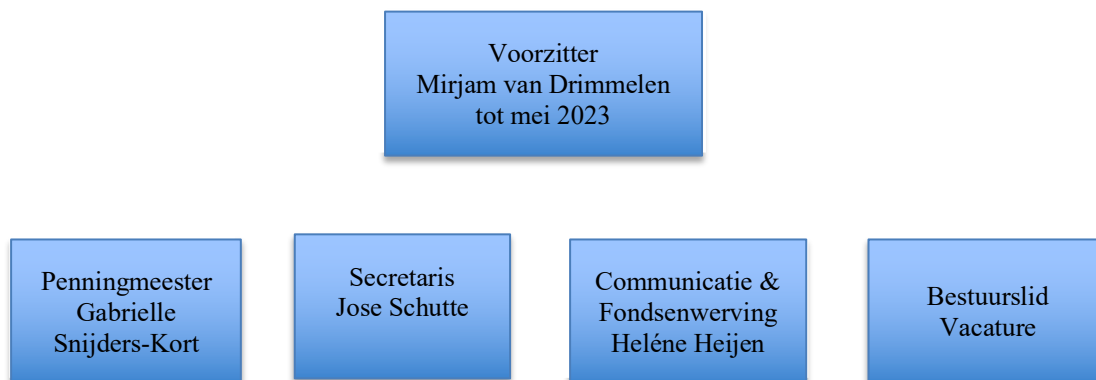 Voorzitter
Mirjam van Drimmelen
tot mei 2023
Penningmeester
Gabrielle
Snijders-Kort
Secretaris
Jose Schutte
Communicatie &
Fondsenwerving
Heléne Heijen
Bestuurslid
Vacature